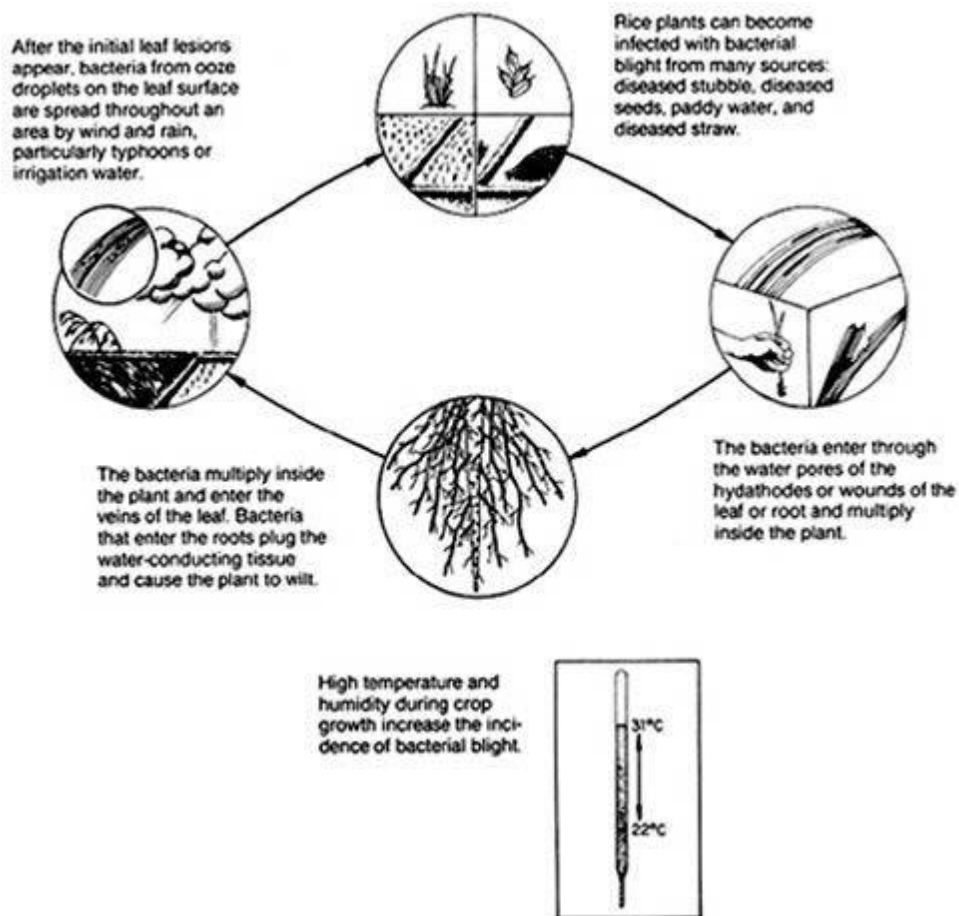 After the initial leaf lesions
appear, bacteria from ooze
droplets on the leaf surface
are spread throughout an
area by wind and rain,
particularly typhoons or
irrigation water.
Rice plants can become
infected with bacterial
blight from many sources:
diseased stubble, diseased
seeds, paddy water, and
diseased straw.
The bacteria enter through
the water pores of the
hydathodes or wounds of the
leaf or root and multiply
inside the plant.
The bacteria multiply inside
the plant and enter the
veins of the leaf. Bacteria
that enter the roots plug the
water-conducting tissue
and cause the plant to wilt.
High temperature and
humidity during crop
growth increase the inci-
dence of bacterial blight.
31°C
22°C